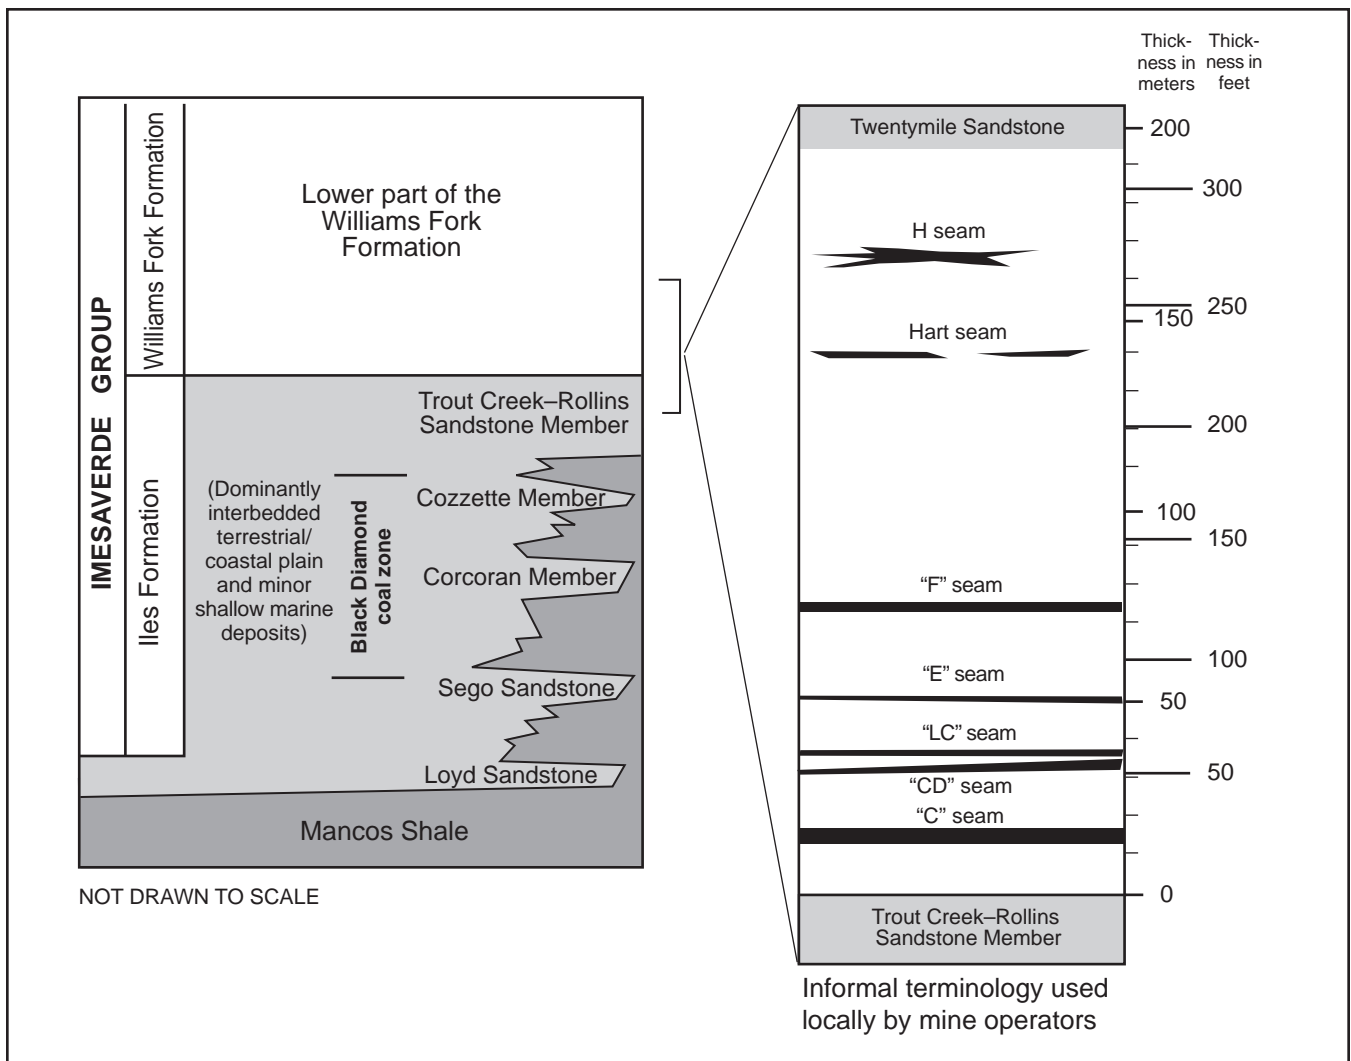 Thick-
ness in
meters
Thick-
ness in
feet
IMESAVERDE GROUP
Williams Fork Formation
Iles Formation
Lower part of the
Williams Fork
Formation
Trout Creek–Rollins
Sandstone Member
(Dominantly
interbedded
terrestrial/
coastal plain
and minor
shallow marine
deposits)
Black Diamond
coal zone
Cozzette Member
Corcoran Member
Sego Sandstone
Loyd Sandstone
Mancos Shale
NOT DRAWN TO SCALE
Twentymile Sandstone
H seam
Hart seam
“F” seam
“E” seam
“LC” seam
“CD” seam
“C” seam
Trout Creek–Rollins
Sandstone Member
200
300
250
150
200
100
150
100
50
50
0
Informal terminology used
locally by mine operators